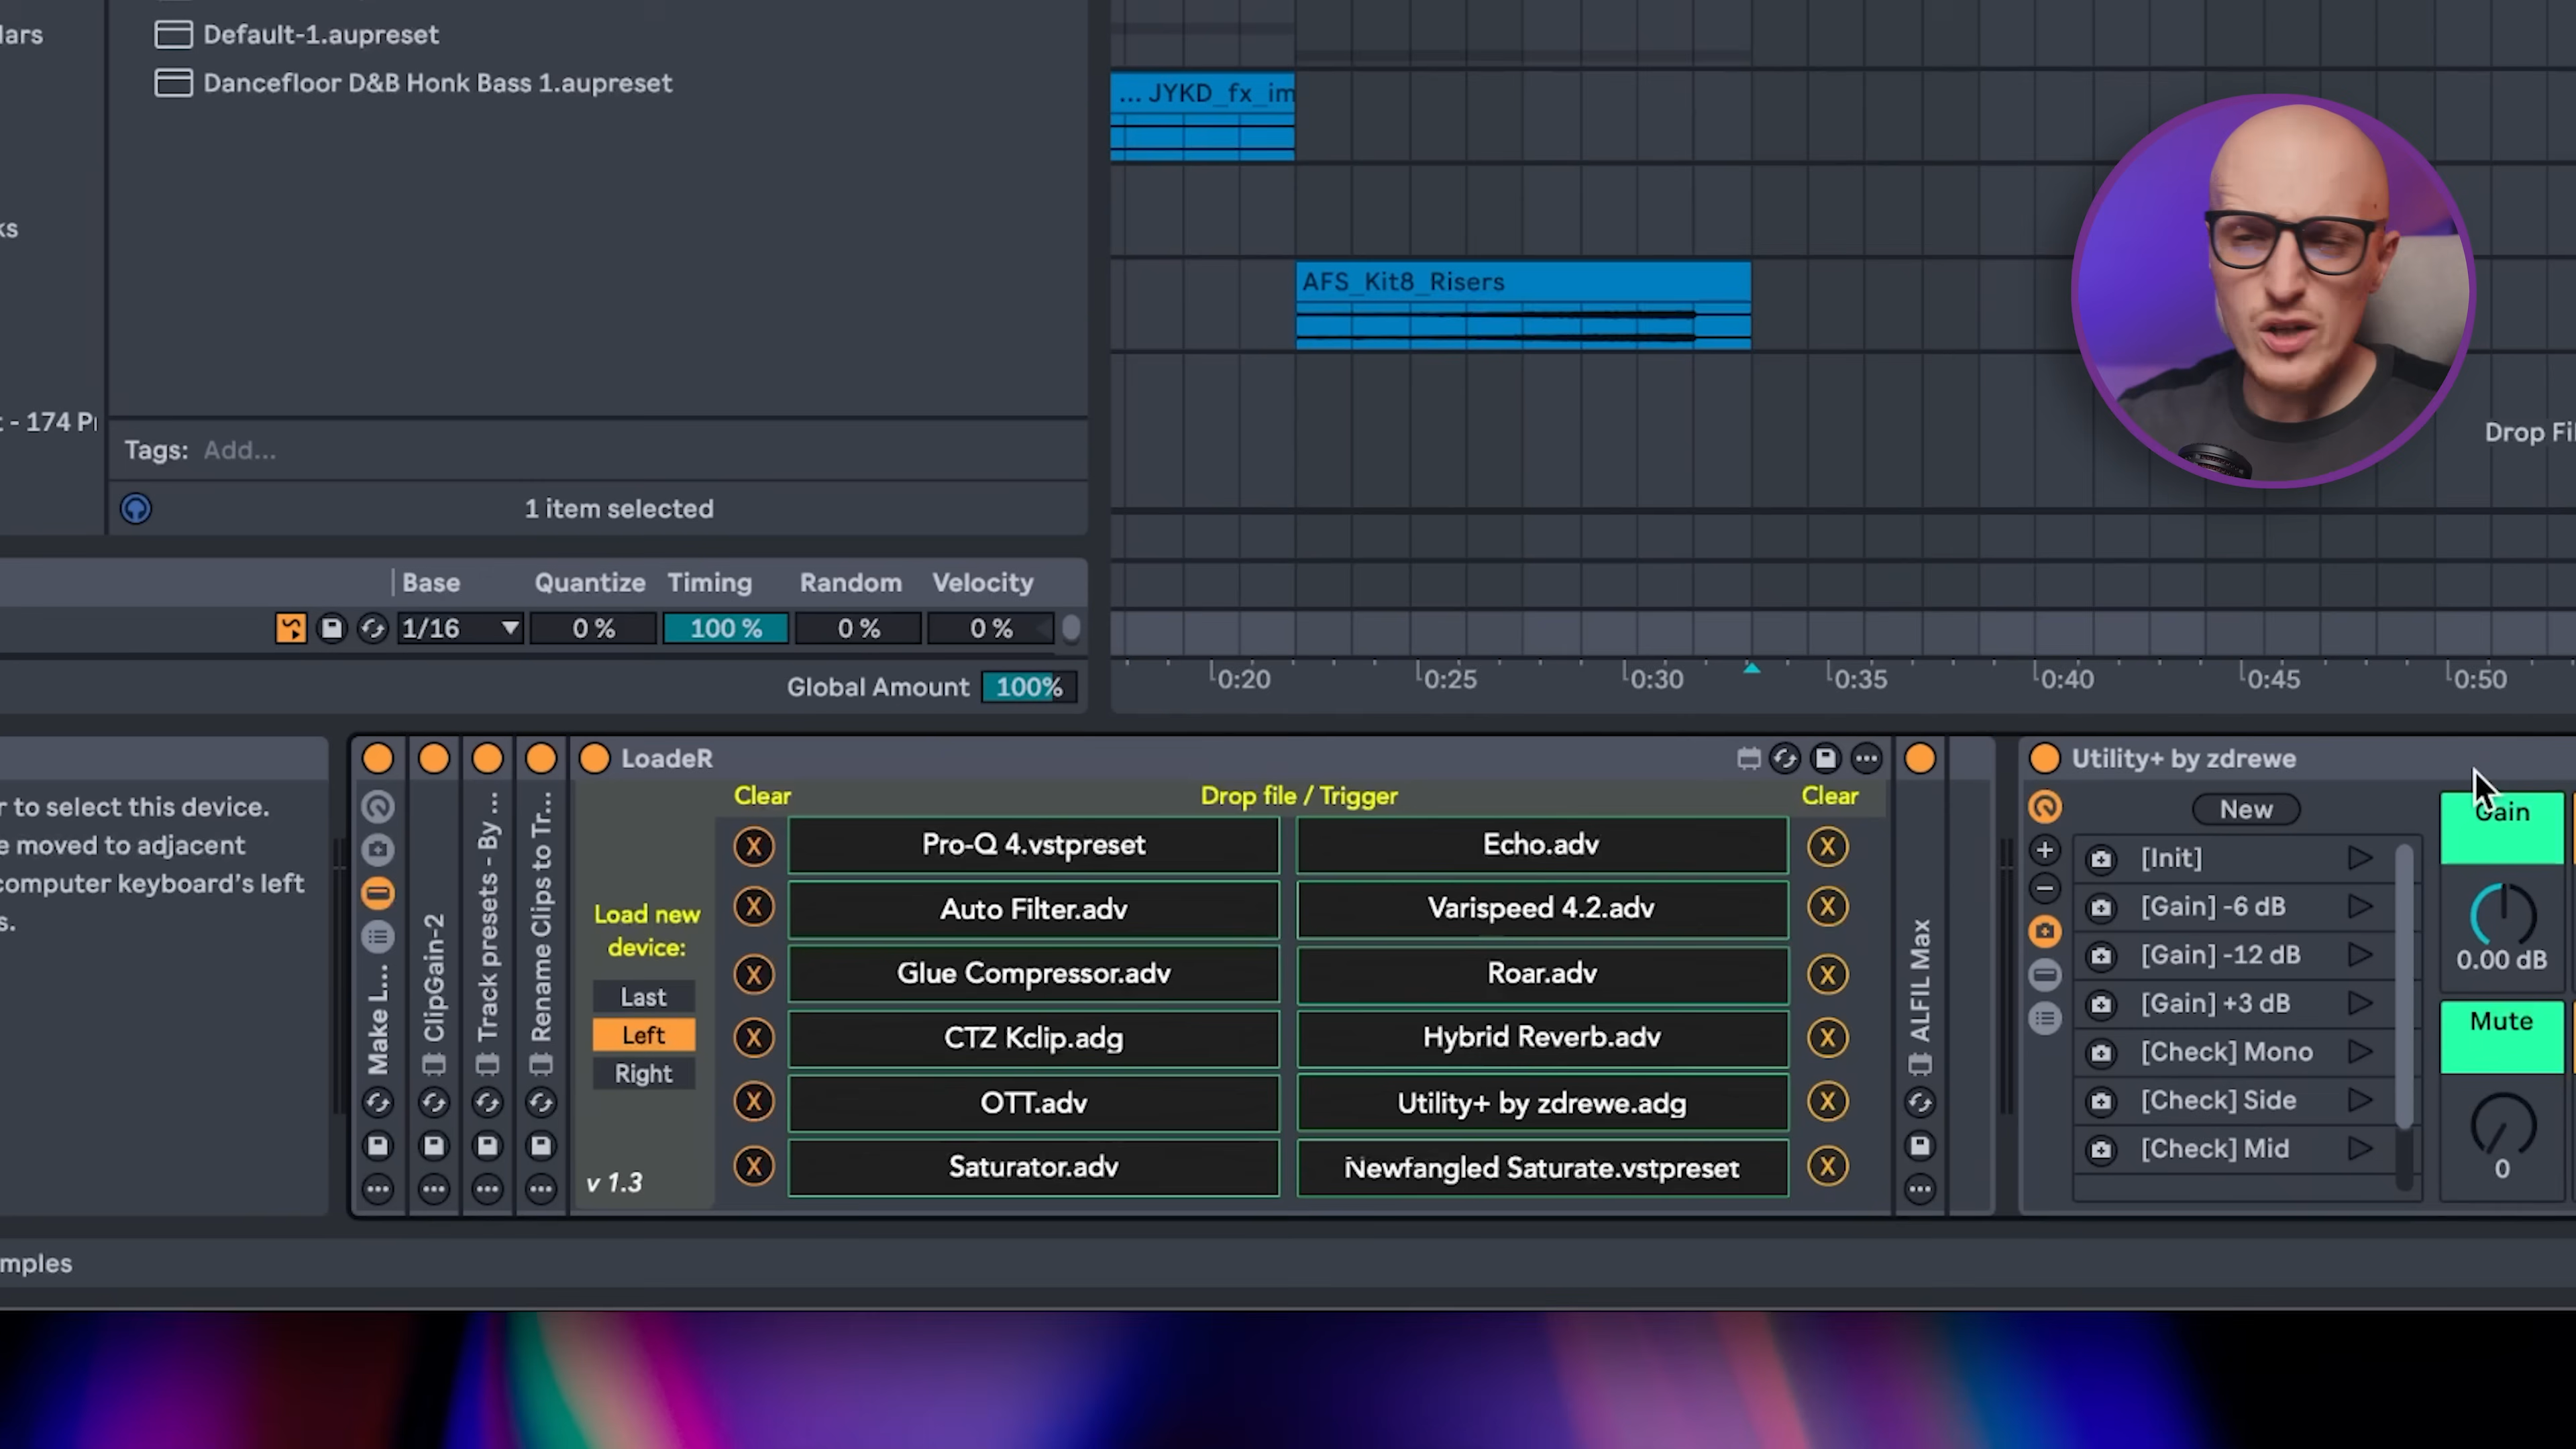 lars
Default-1.aupreset
Dancefloor D&B Honk Bass 1.aupreset
ks
- 174 P
Tags: Add...
1 item selected
... JYKD_fx_im
AFS_Kit8_Risers
Drop Fi
Base Quantize Timing Random Velocity
1/16 0 % 100 % 0 % 0 %
Global Amount 100%
0:20 0:25 0:30 0:35 0:40 0:45 0:50
r to select this device.
e moved to adjacent
computer keyboard's left
s.
Make L...
ClipGain-2
Track presets - By ...
Rename Clips to Tr...
LoadeR
Clear Drop file / Trigger Clear
Load new
device:
Last
Left
Right
v 1.3
X Pro-Q 4.vstpreset Echo.adv X
X Auto Filter.adv Varispeed 4.2.adv X
X Glue Compressor.adv Roar.adv X
X CTZ Kclip.adg Hybrid Reverb.adv X
X OTT.adv Utility+ by zdrewe.adg X
X Saturator.adv Newfangled Saturate.vstpreset X
ALFIL Max
Utility+ by zdrewe
New
[Init]
[Gain] -6 dB
[Gain] -12 dB
[Gain] +3 dB
[Check] Mono
[Check] Side
[Check] Mid
Gain
0.00 dB
Mute
0
mples